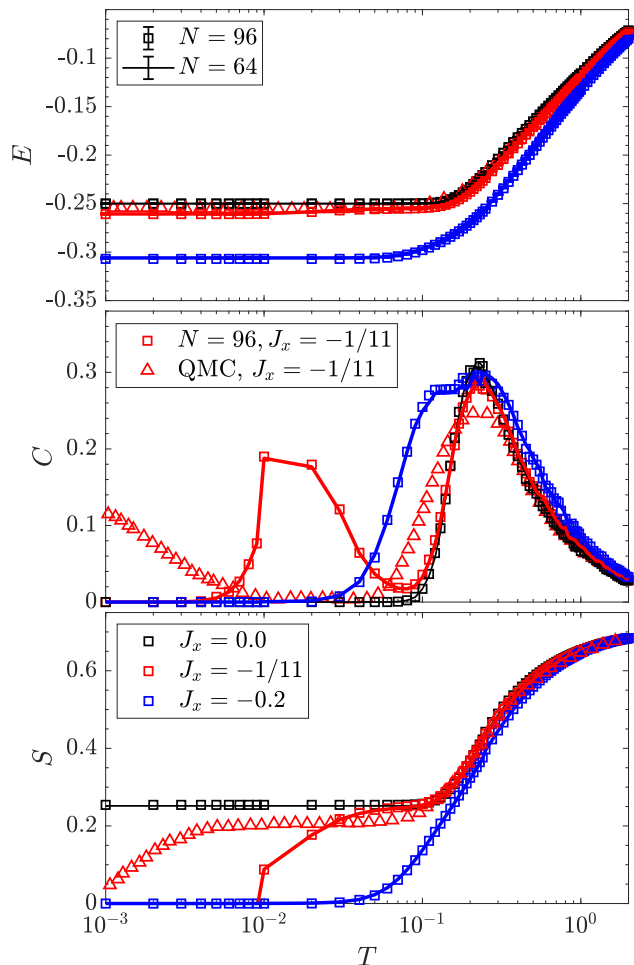 N = 96
N = 64
-0.1
-0.15
-0.2
-0.25
-0.3
-0.35
E
N = 96, J_x = −1/11
QMC, J_x = −1/11
0.3
0.2
0.1
0
C
J_x = 0.0
J_x = −1/11
J_x = −0.2
0.6
0.4
0.2
0
S
10^{−3} 10^{−2} 10^{−1} 10^{0}
T